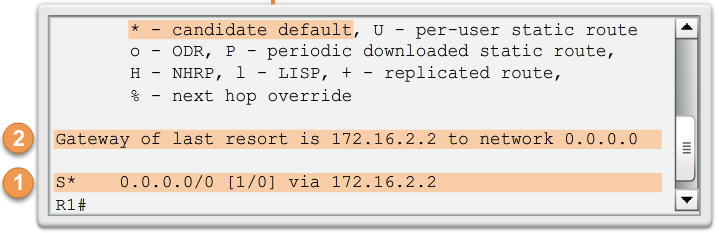 * - candidate default, U - per-user static route
o - ODR, P - periodic downloaded static route,
H - NHRP, l - LISP, + - replicated route,
% - next hop override
2
Gateway of last resort is 172.16.2.2 to network 0.0.0.0
1
S* 0.0.0.0/0 [1/0] via 172.16.2.2
R1#